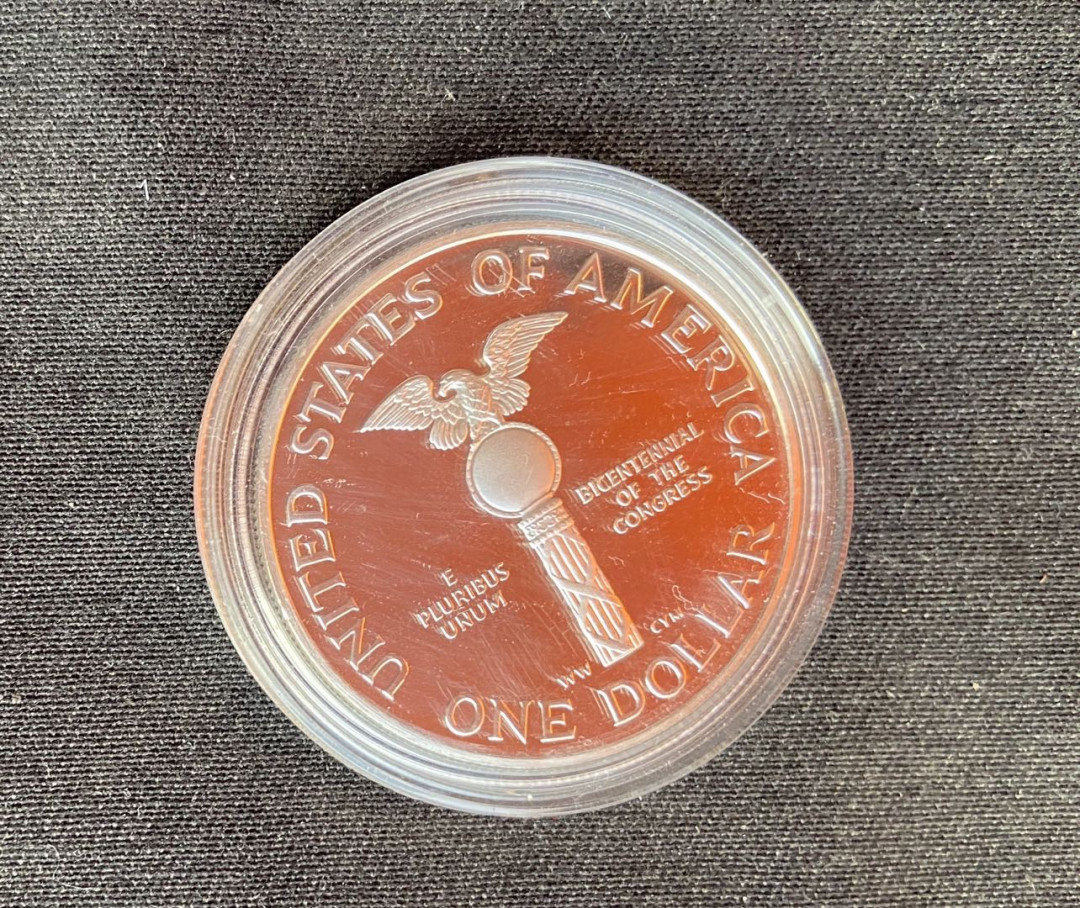 UNITED STATES OF AMERICA
BICENTENNIAL
OF THE
CONGRESS
E
PLURIBUS
UNUM
WW
CYM
ONE DOLLAR